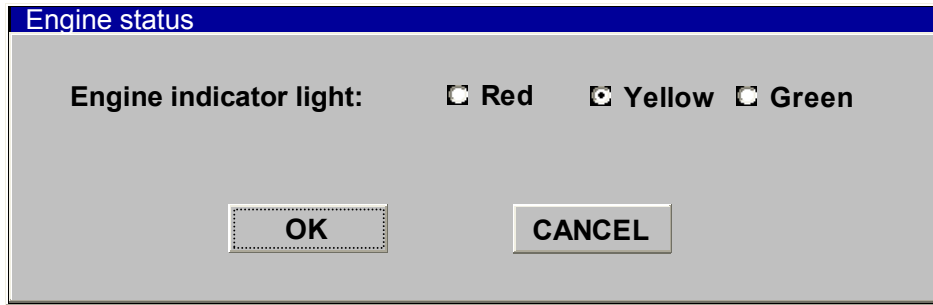 Engine status
Engine indicator light: Red Yellow Green
OK CANCEL